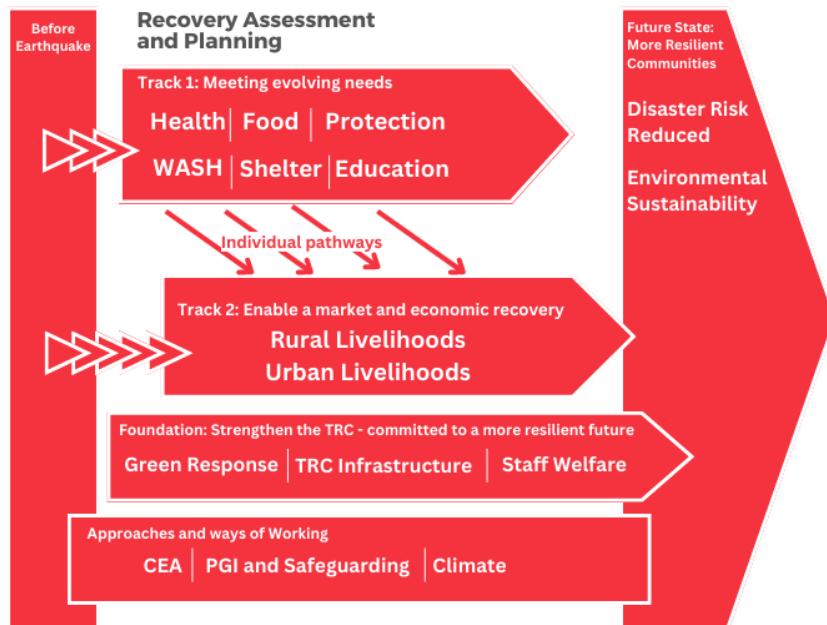 Before
Earthquake
Recovery Assessment
and Planning
Track 1: Meeting evolving needs
Health Food Protection
WASH Shelter Education
Individual pathways
Track 2: Enable a market and economic recovery
Rural Livelihoods
Urban Livelihoods
Foundation: Strengthen the TRC - committed to a more resilient future
Green Response TRC Infrastructure Staff Welfare
Approaches and ways of Working
CEA PGI and Safeguarding Climate
Future State:
More Resilient
Communities
Disaster Risk
Reduced
Environmental
Sustainability